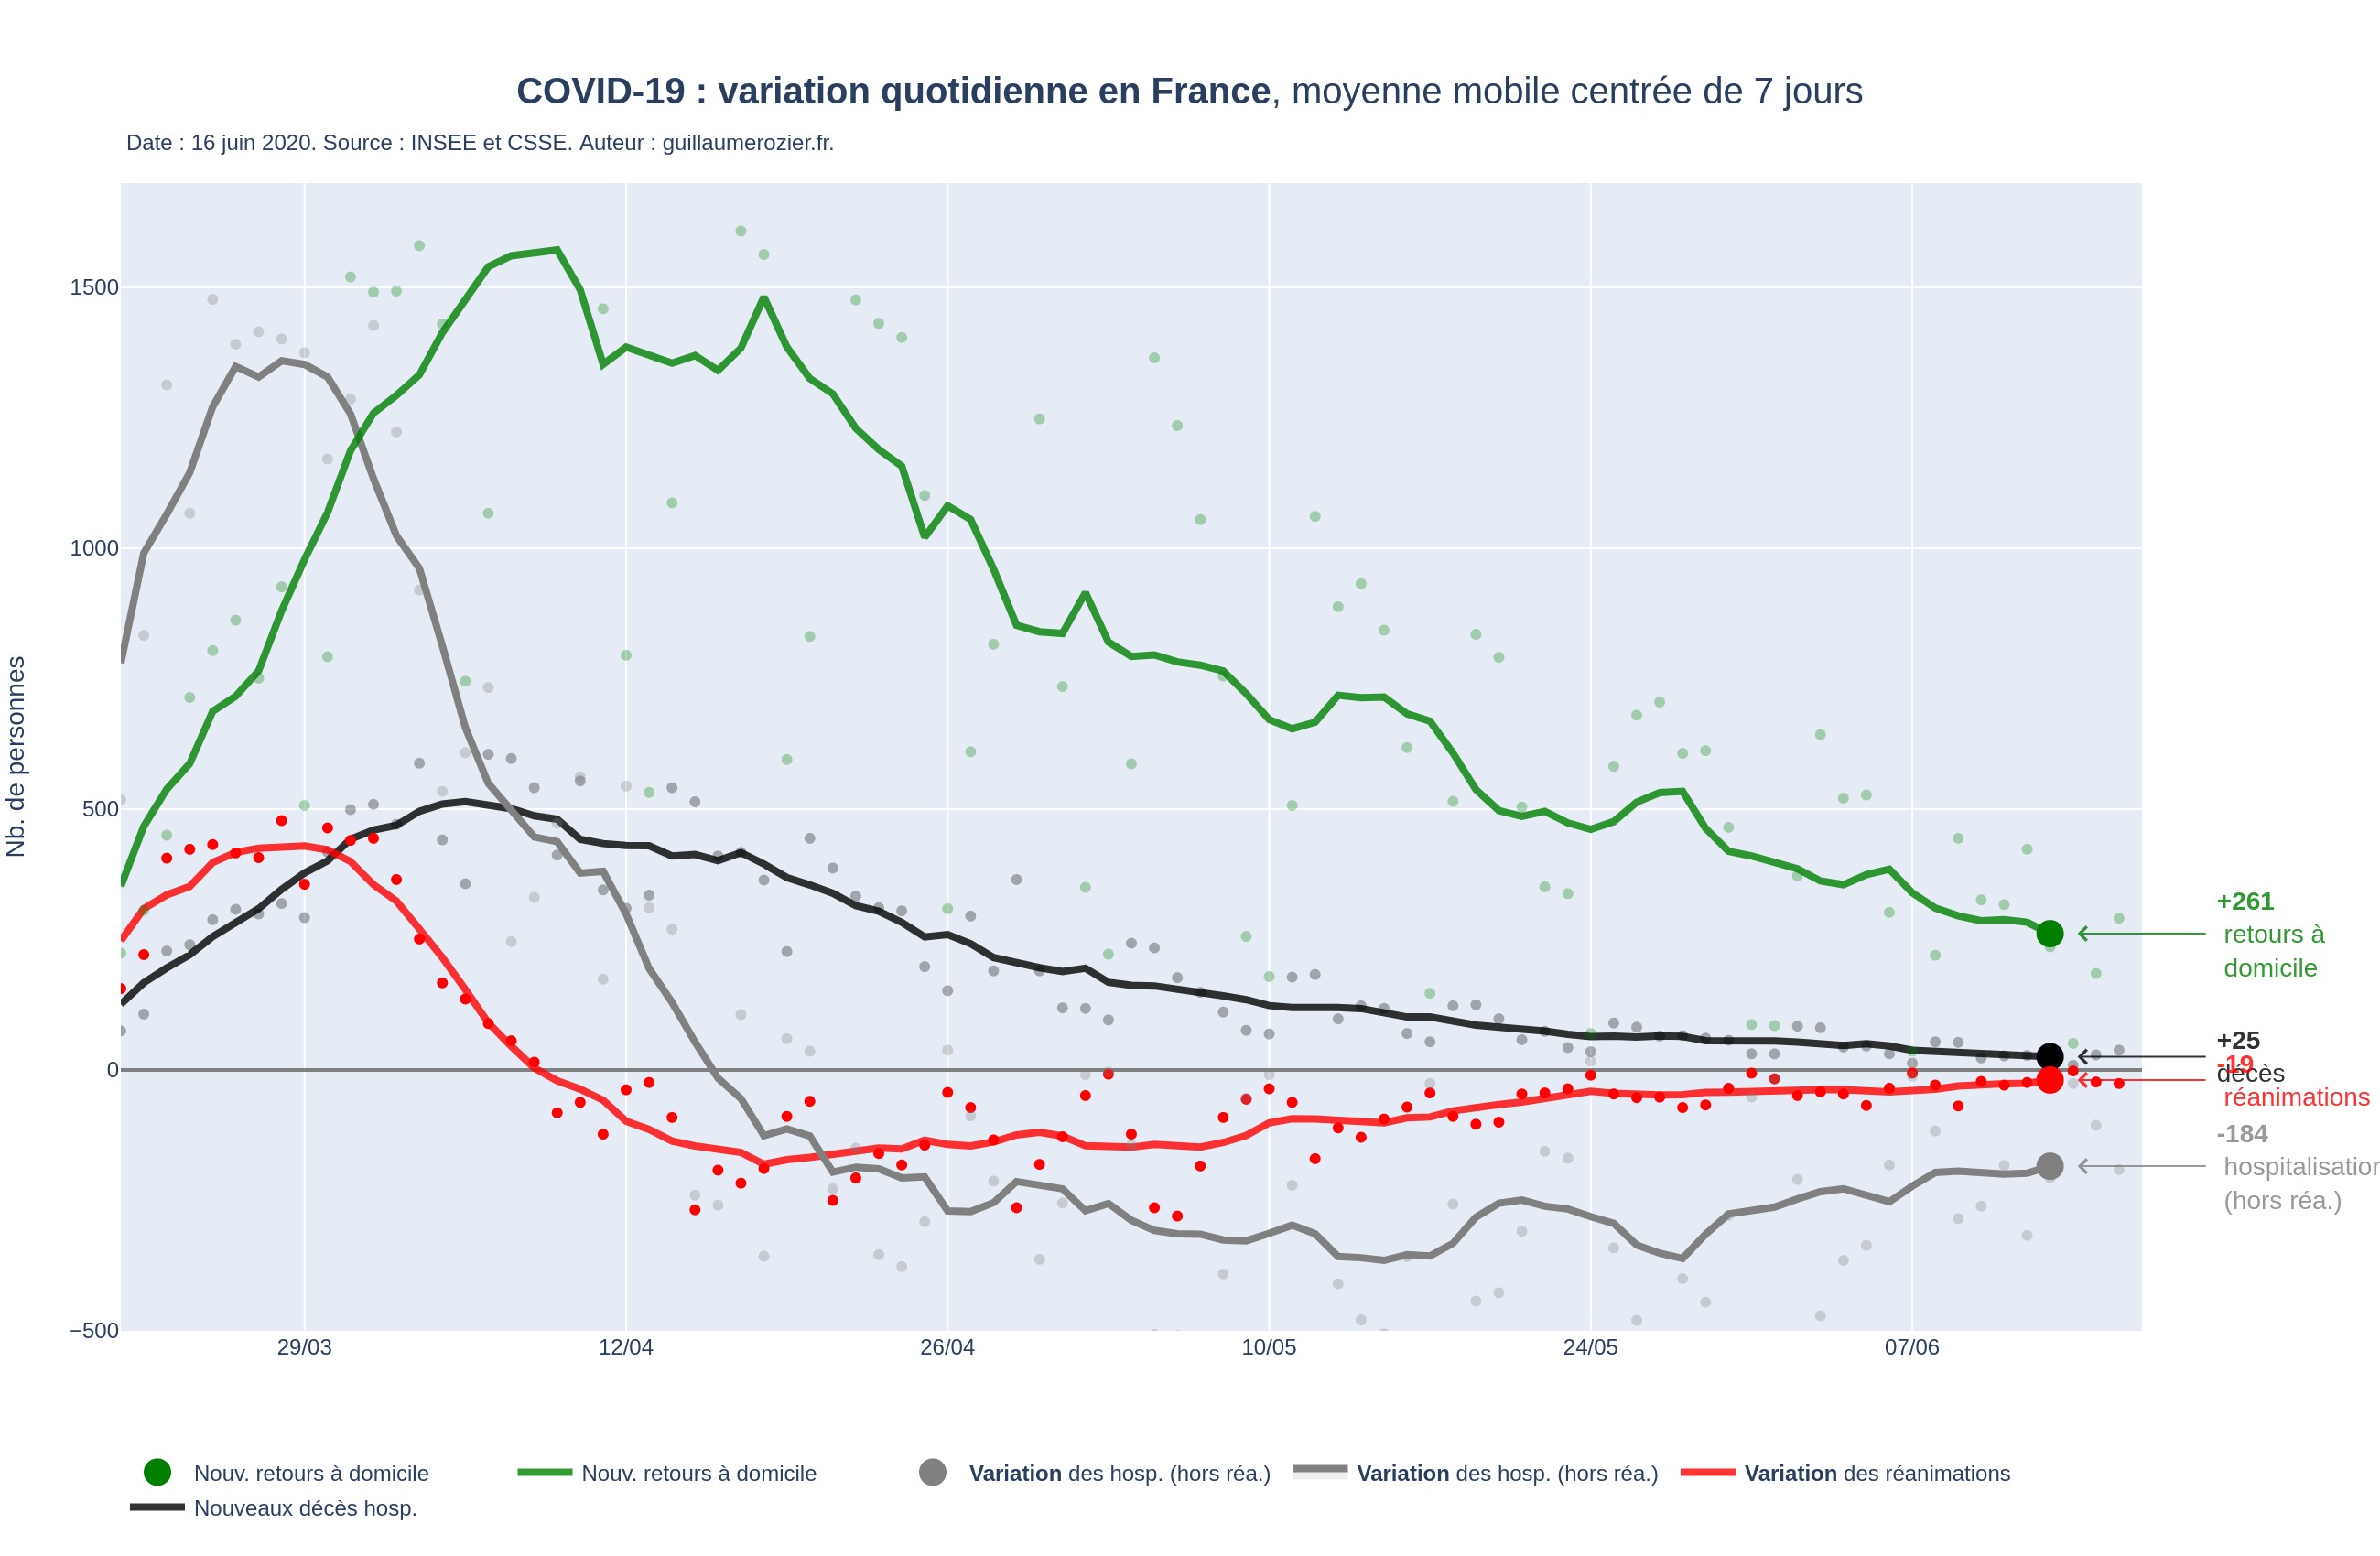 COVID-19 : variation quotidienne en France, moyenne mobile centrée de 7 jours
Date : 16 juin 2020. Source : INSEE et CSSE. Auteur : guillaumerozier.fr.
Nb. de personnes
1500
1000
500
0
−500
29/03
12/04
26/04
10/05
24/05
07/06
+261
retours à
domicile
+25
décès
-19
réanimations
-184
hospitalisation
(hors réa.)
Nouv. retours à domicile
Nouv. retours à domicile
Variation des hosp. (hors réa.)
Variation des hosp. (hors réa.)
Variation des réanimations
Nouveaux décès hosp.